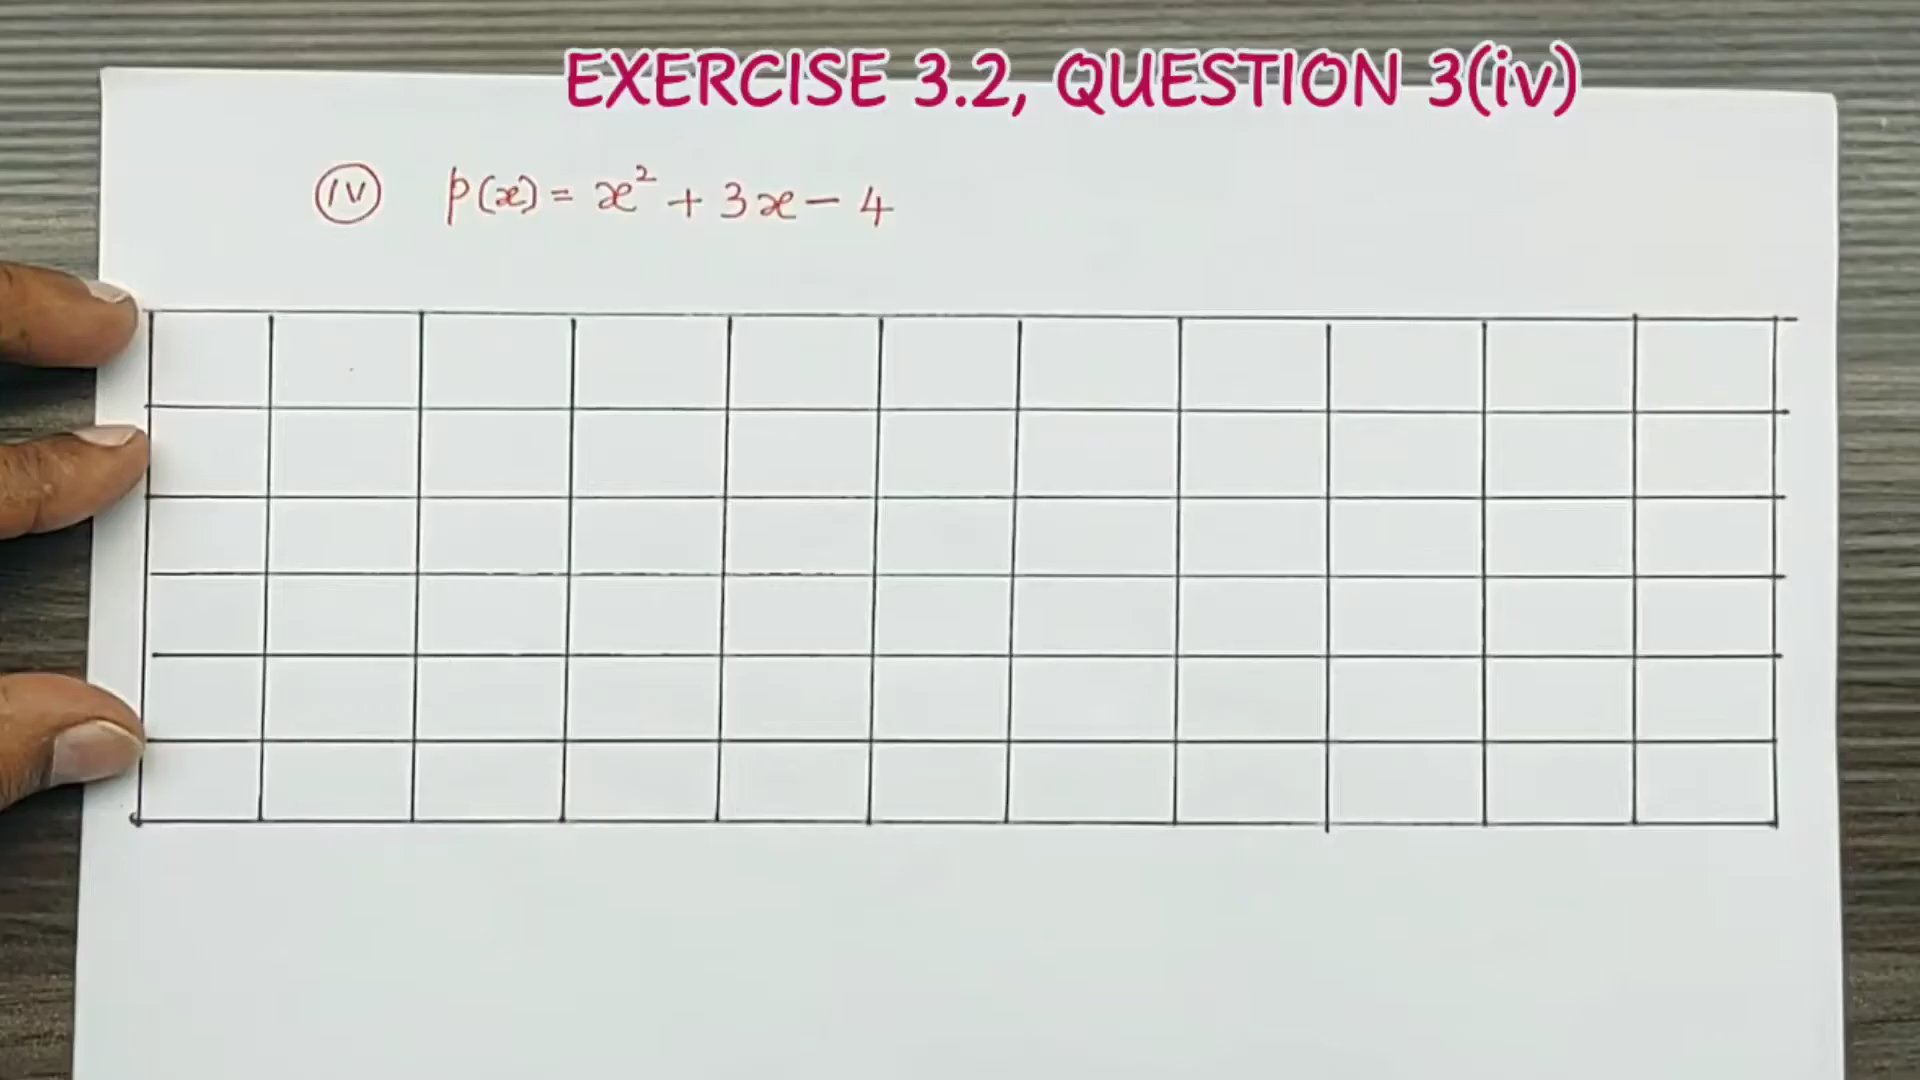 EXERCISE 3.2, QUESTION 3(iv)
(iv) p(x) = x² + 3x - 4